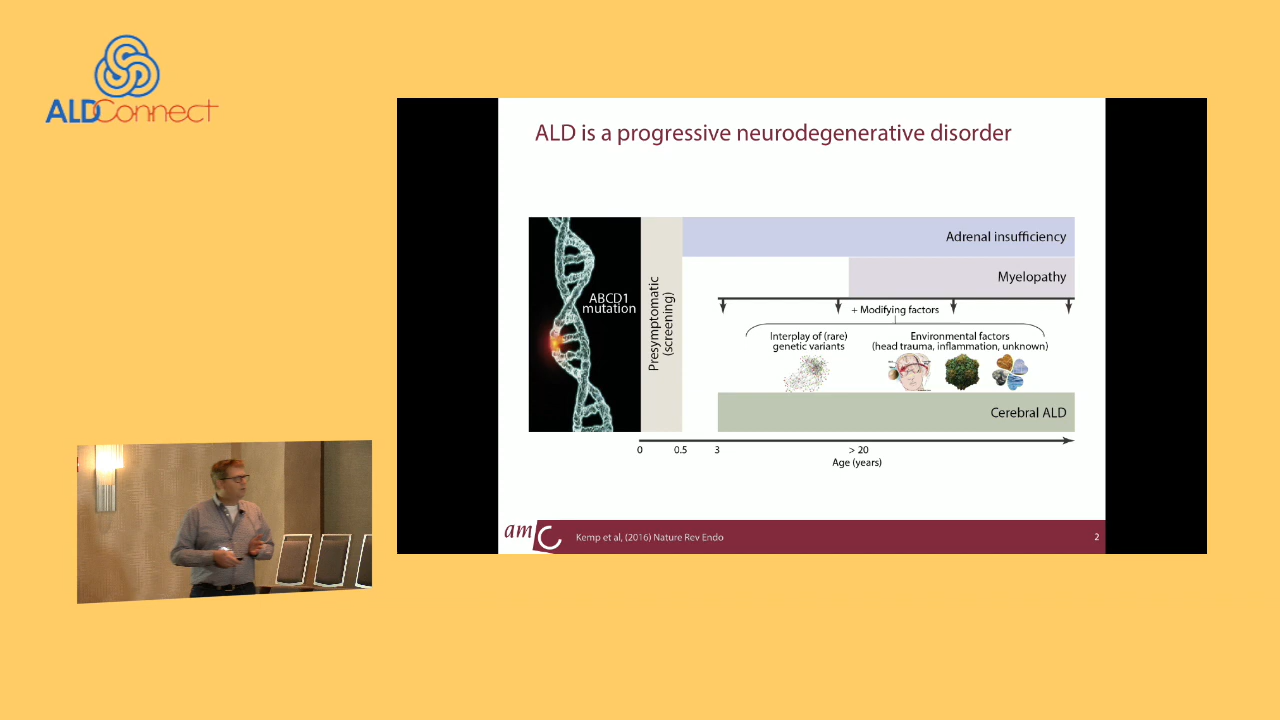 ALDConnect
ALD is a progressive neurodegenerative disorder
ABCD1
mutation
Presymptomatic
(screening)
Adrenal insufficiency
Myelopathy
+ Modifying factors
Interplay of (rare)
genetic variants
Environmental factors
(head trauma, inflammation, unknown)
Cerebral ALD
0
0.5
3
> 20
Age (years)
amc
Kemp et al, (2016) Nature Rev Endo
2